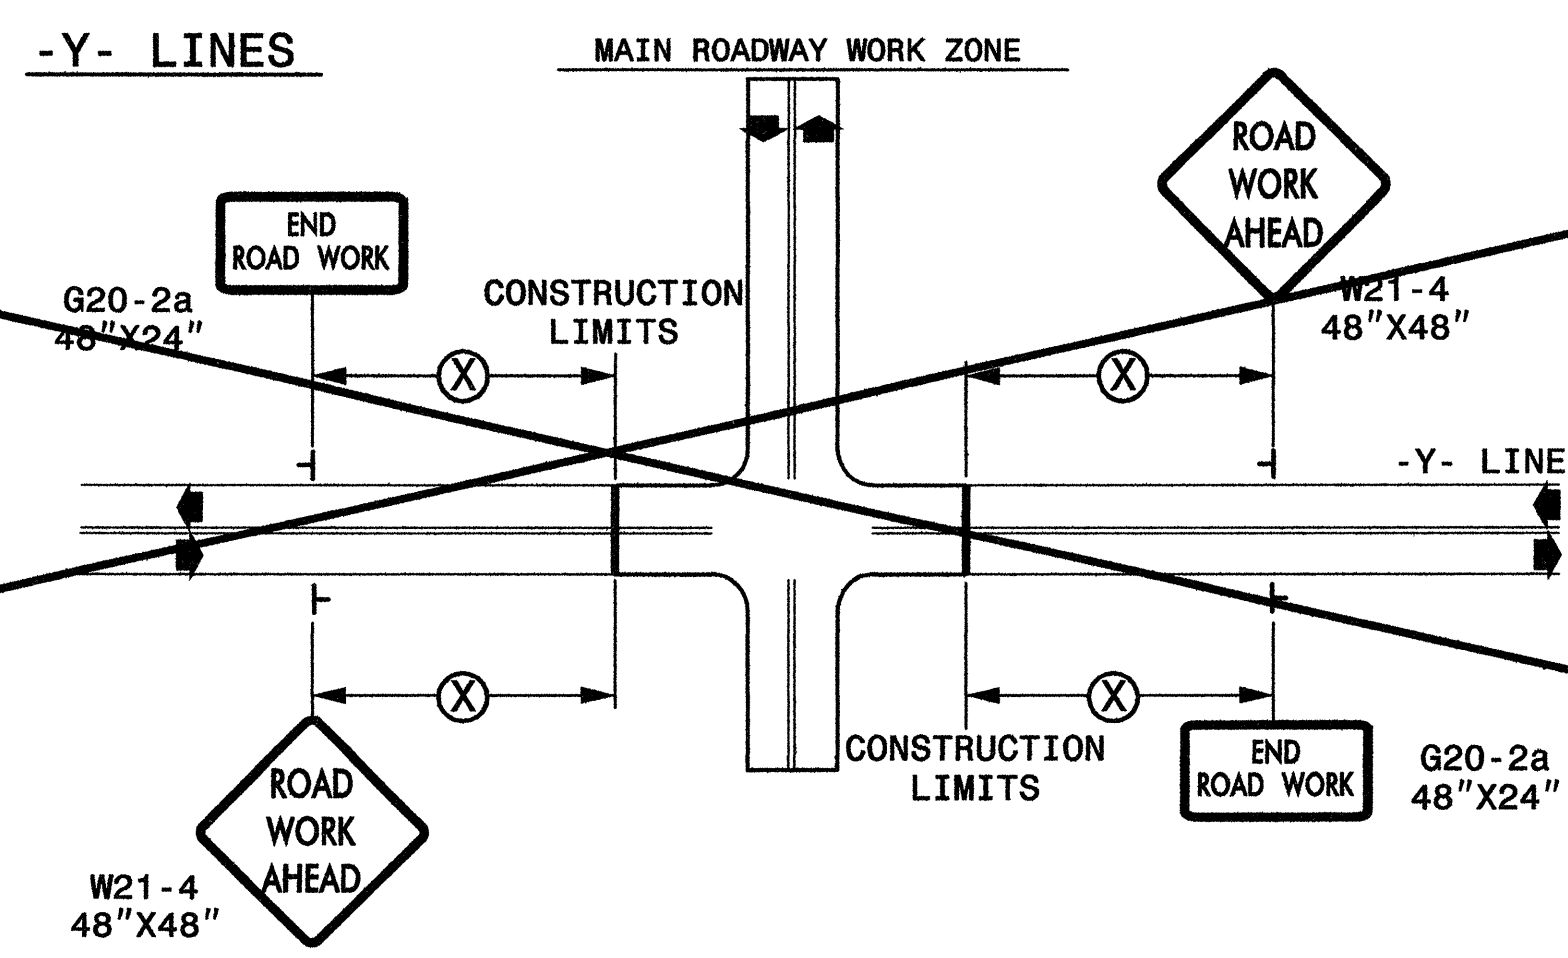 -Y- LINES
MAIN ROADWAY WORK ZONE
ROAD
WORK
AHEAD
END
ROAD WORK
G20-2a
48"X24"
CONSTRUCTION
LIMITS
W21-4
48"X48"
X
X
-Y- LINE
X
X
CONSTRUCTION
LIMITS
END
ROAD WORK
G20-2a
48"X24"
ROAD
WORK
AHEAD
W21-4
48"X48"